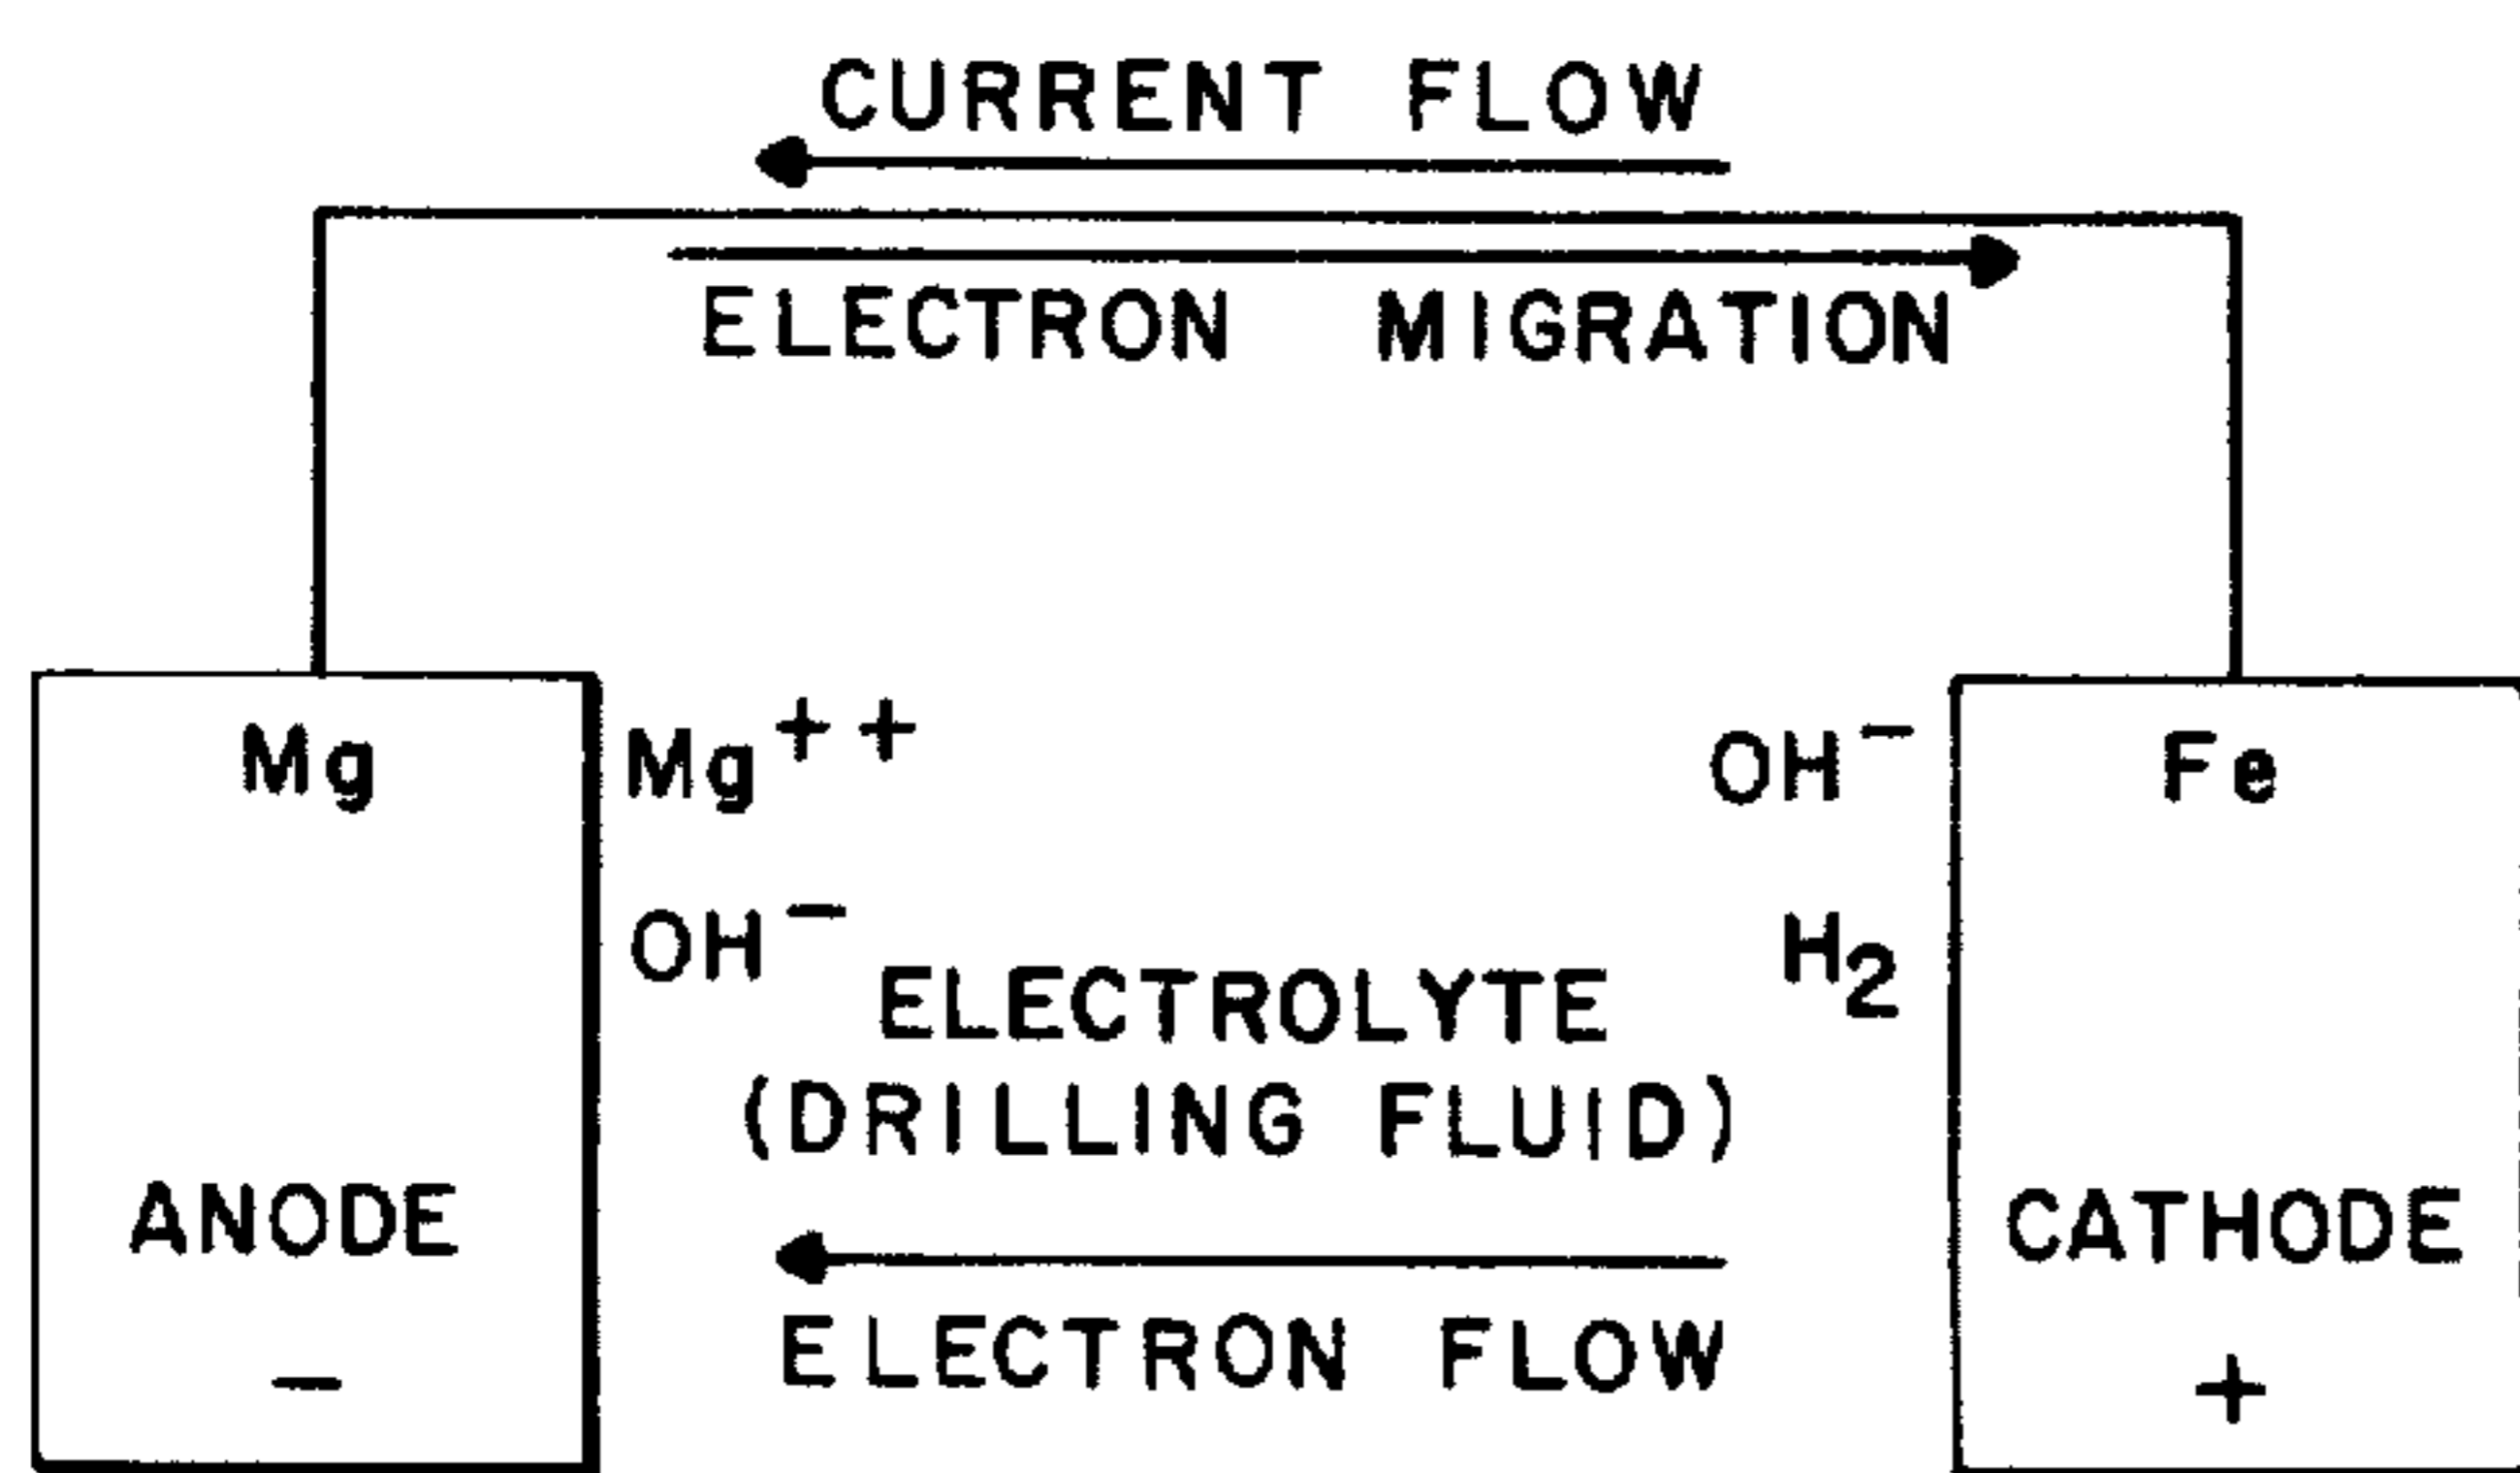 CURRENT FLOW
ELECTRON MIGRATION
Mg Mg++ OH- Fe
OH- H2
ELECTROLYTE
(DRILLING FLUID)
ANODE CATHODE
ELECTRON FLOW
- +